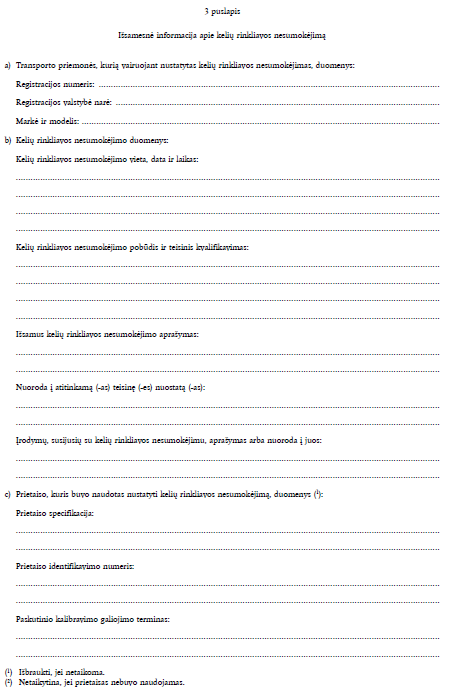 3 puslapis
Išsamesnė informacija apie kelių rinkliavos nesumokėjimą
a) Transporto priemonės, kurią vairuojant nustatytas kelių rinkliavos nesumokėjimas, duomenys:
Registracijos numeris: ........................................
Registracijos valstybė narė: ........................................
Markė ir modelis: ........................................
b) Kelių rinkliavos nesumokėjimo duomenys:
Kelių rinkliavos nesumokėjimo vieta, data ir laikas:
........................................
........................................
........................................
........................................
Kelių rinkliavos nesumokėjimo pobūdis ir teisinis kvalifikavimas:
........................................
........................................
........................................
........................................
Išsamus kelių rinkliavos nesumokėjimo aprašymas:
........................................
........................................
Nuoroda į atitinkamą (-as) teisinę (-es) nuostatą (-as):
........................................
........................................
Įrodymų, susijusių su kelių rinkliavos nesumokėjimu, aprašymas arba nuoroda į juos:
........................................
........................................
c) Prietaiso, kuris buvo naudotas nustatyti kelių rinkliavos nesumokėjimą, duomenys (¹):
Prietaiso specifikacija:
........................................
........................................
Prietaiso identifikavimo numeris:
........................................
........................................
Paskutinio kalibravimo galiojimo terminas:
........................................
........................................
(¹) Išbraukti, jei netaikoma.
(²) Netaikytina, jei prietaisas nebuvo naudojamas.